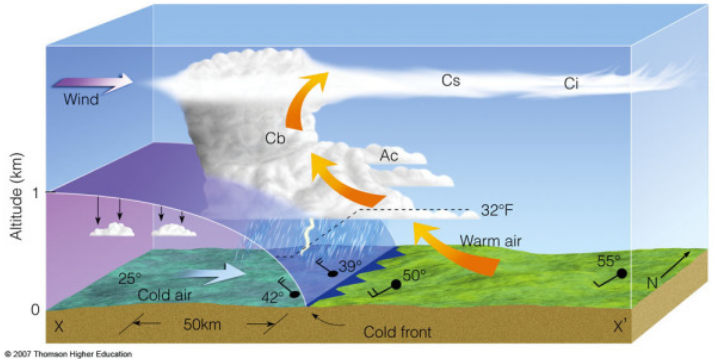 Wind
Cs
Ci
Cb
Ac
Altitude (km)
1
32°F
Warm air
25°
39°
50°
55°
N
Cold air
42°
0
X
50km
Cold front
X'
© 2007 Thomson Higher Education